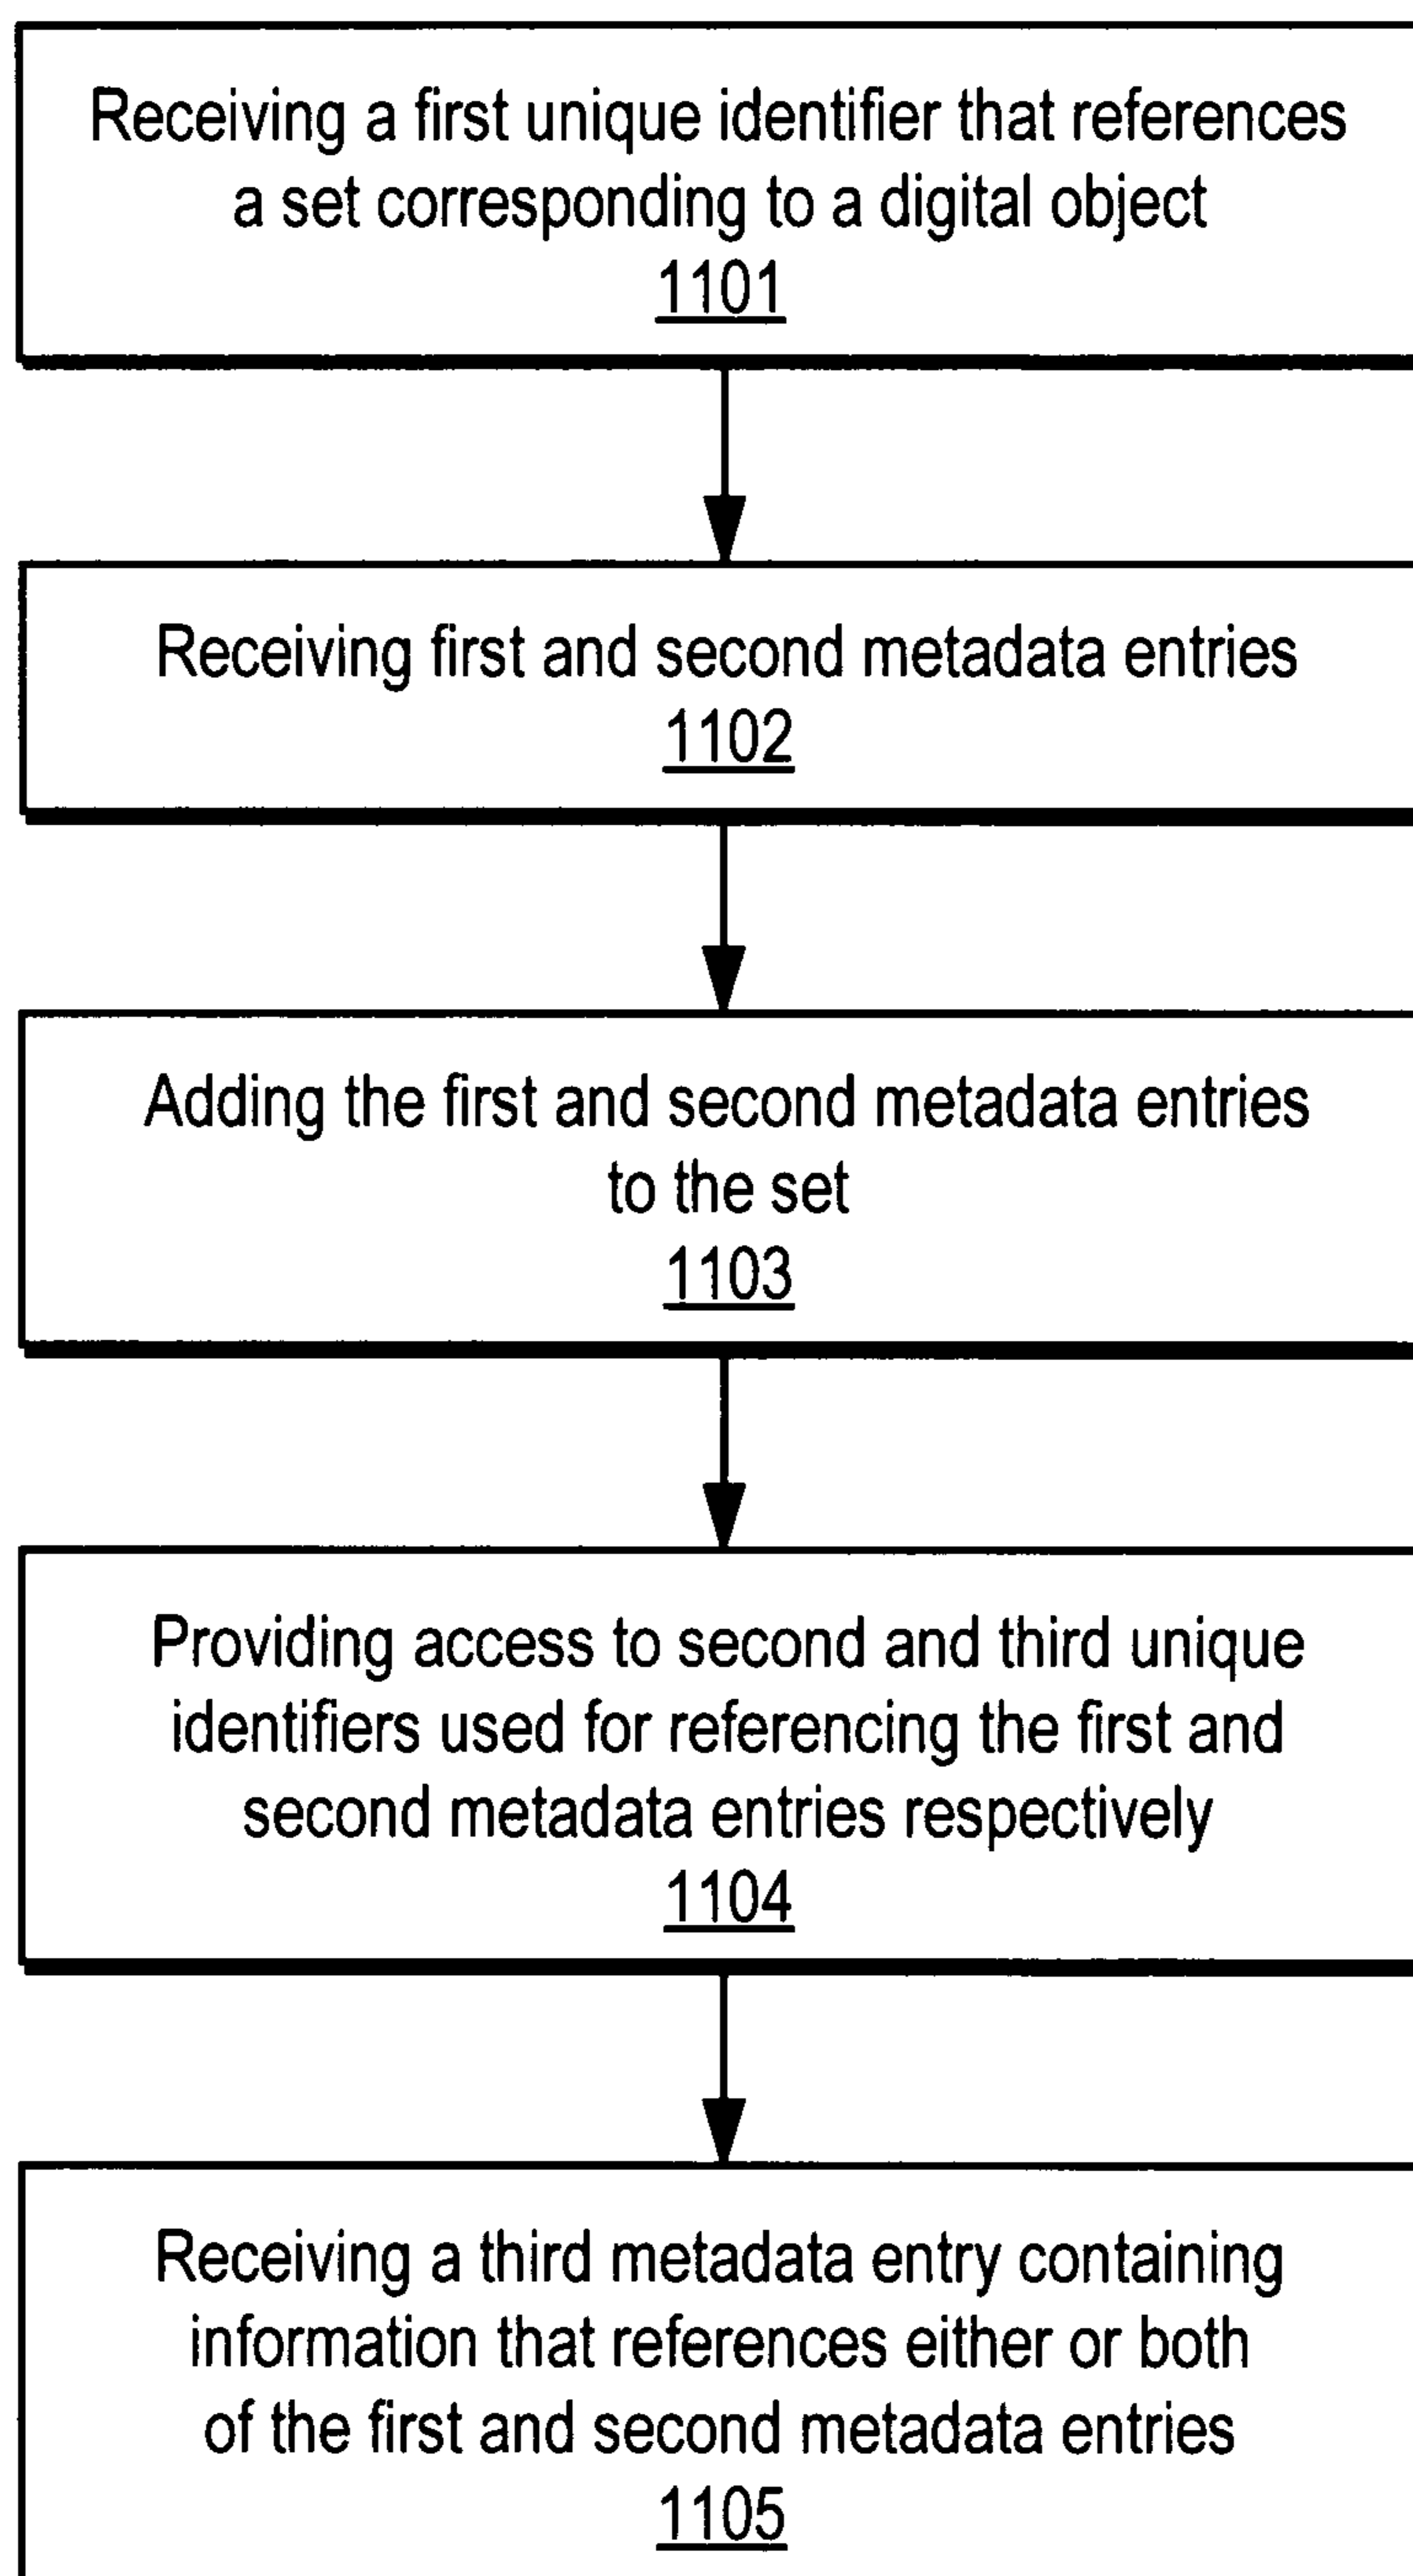 Receiving a first unique identifier that references
a set corresponding to a digital object
1101
Receiving first and second metadata entries
1102
Adding the first and second metadata entries
to the set
1103
Providing access to second and third unique
identifiers used for referencing the first and
second metadata entries respectively
1104
Receiving a third metadata entry containing
information that references either or both
of the first and second metadata entries
1105